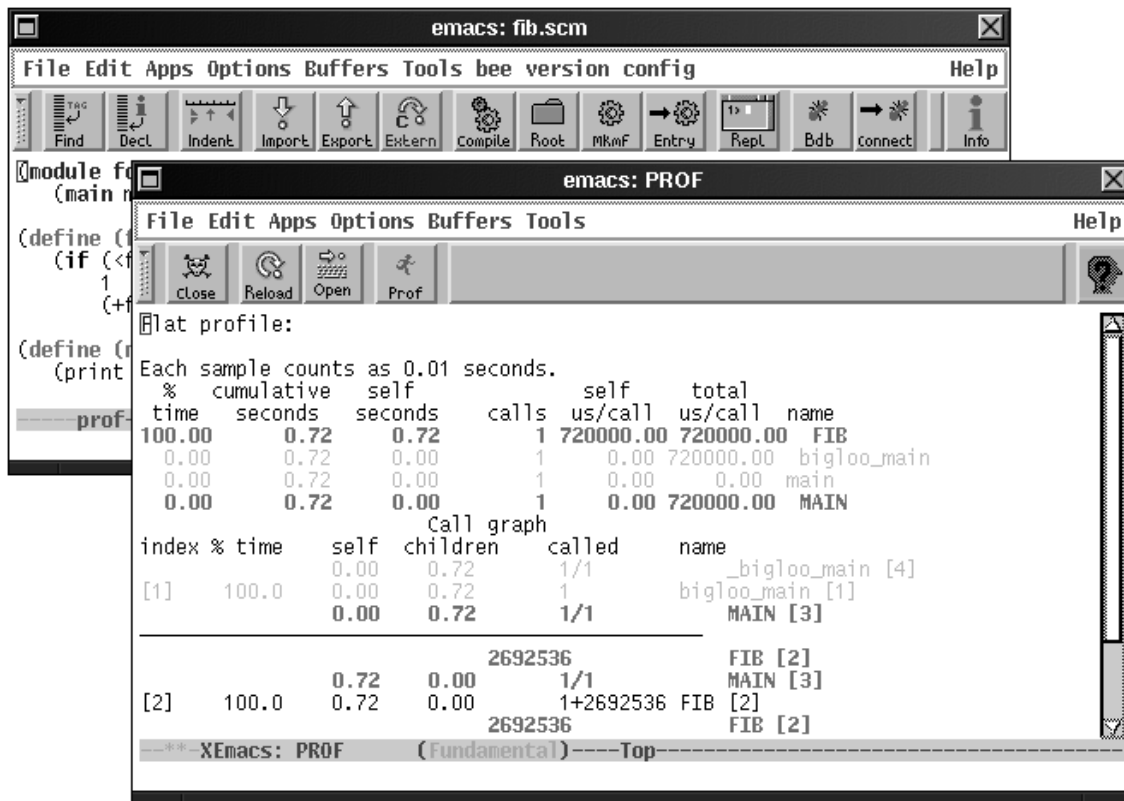 emacs: fib.scm
File Edit Apps Options Buffers Tools bee version config Help
TAG
Find Decl Indent Import Export Extern Compile Root MkmF Entry Repl Bdb connect Info
(module
(main
(define
(if
1
(define
(print
-----prof-
emacs: PROF
File Edit Apps Options Buffers Tools Help
Close Reload Open Prof
Flat profile:
Each sample counts as 0.01 seconds.
% cumulative self self total
time seconds seconds calls us/call us/call name
100.00 0.72 0.72 1 720000.00 720000.00 FIB
0.00 0.72 0.00 1 0.00 720000.00 bigloo_main
0.00 0.72 0.00 1 0.00 0.00 main
0.00 0.72 0.00 1 0.00 720000.00 MAIN
Call graph
index % time self children called name
0.00 0.72 1/1 _bigloo_main [4]
[1] 100.0 0.00 0.72 1 bigloo_main [1]
0.00 0.72 1/1 MAIN [3]
2692536 FIB [2]
0.72 0.00 1/1 MAIN [3]
[2] 100.0 0.72 0.00 1+2692536 FIB [2]
2692536 FIB [2]
--**-XEmacs: PROF (Fundamental)----Top----